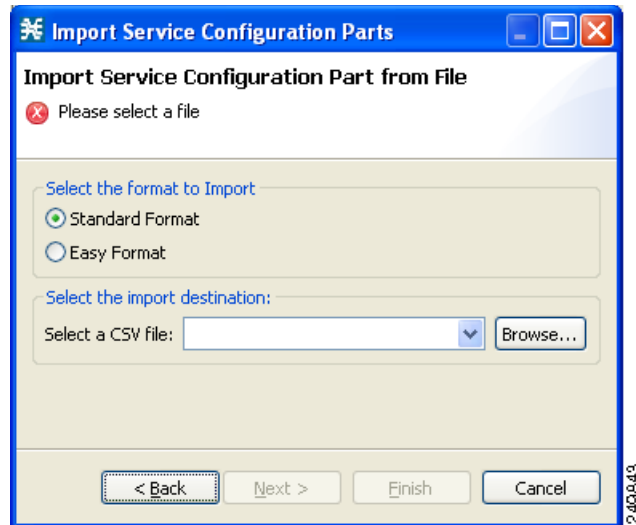 Import Service Configuration Parts
Import Service Configuration Part from File
Please select a file
Select the format to Import
Standard Format
Easy Format
Select the import destination:
Select a CSV file:
Browse...
< Back
Next >
Finish
Cancel
249843